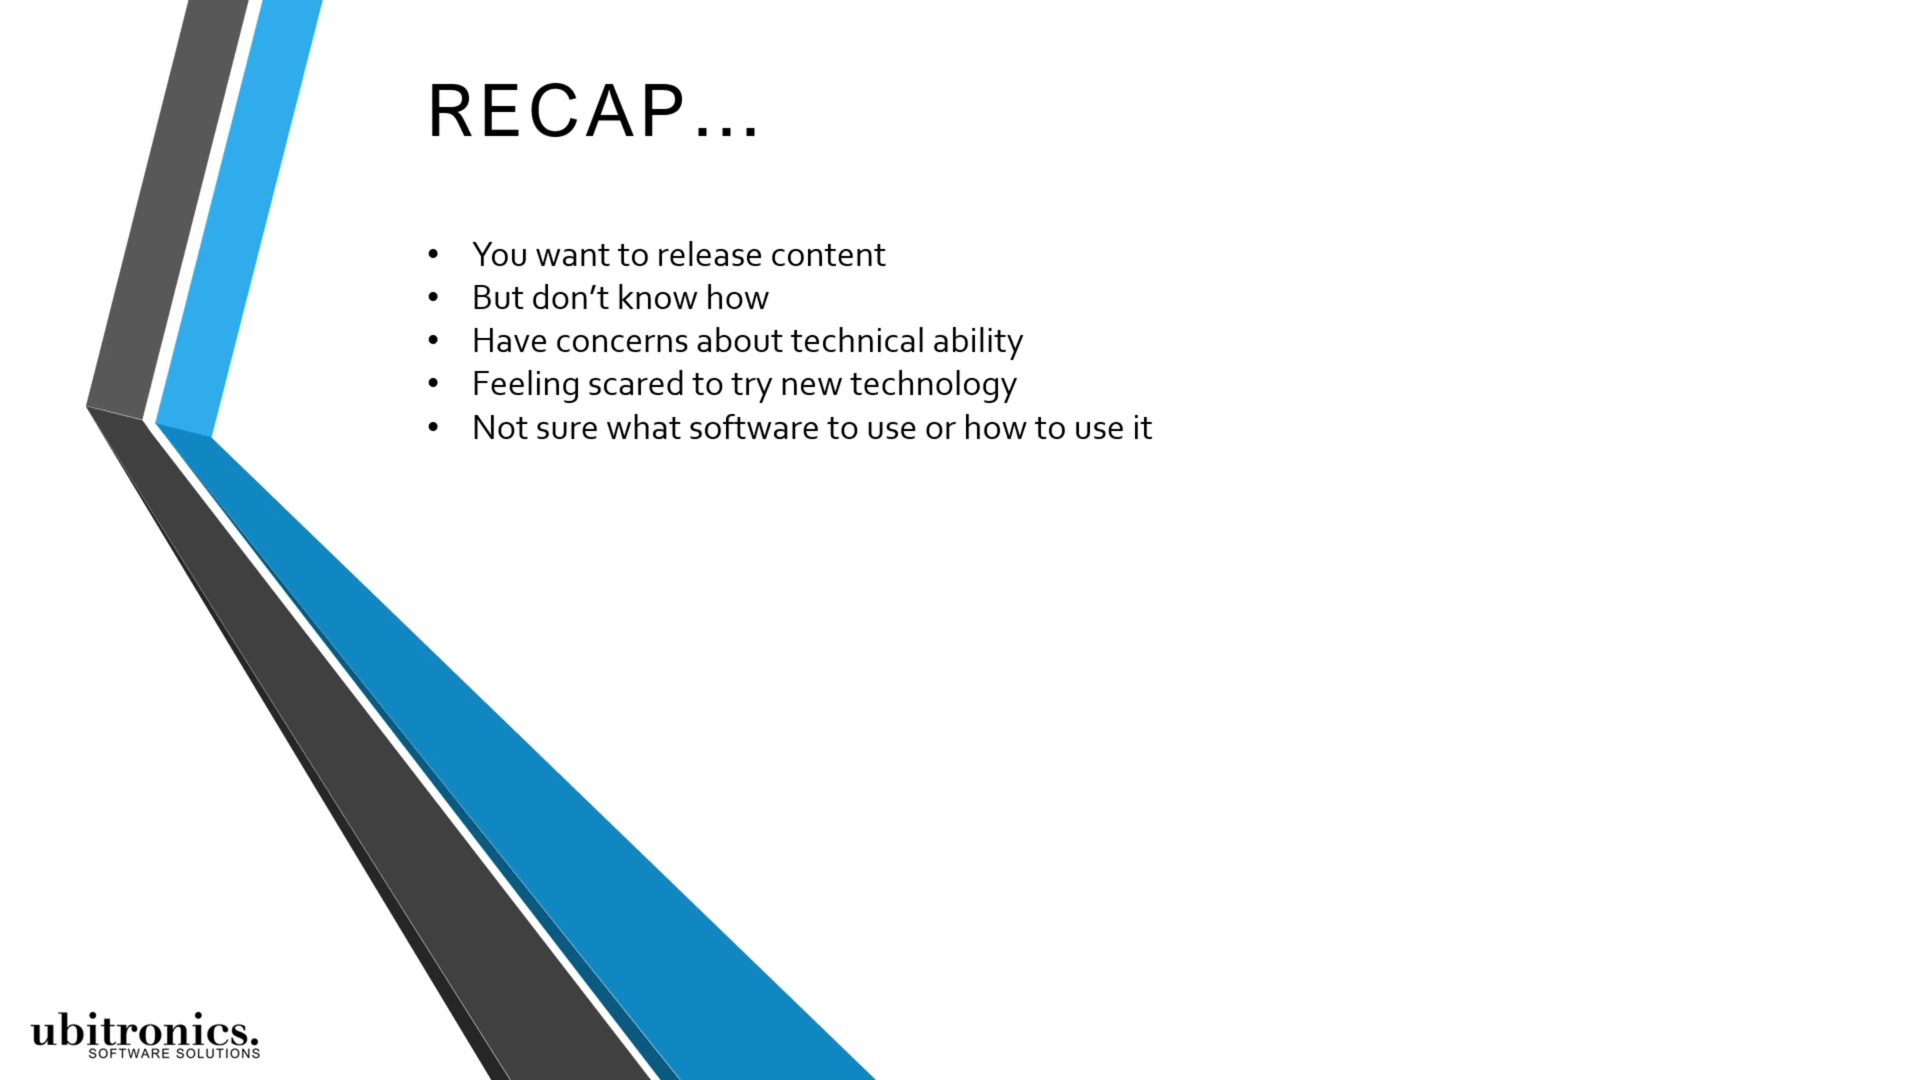 RECAP...
• You want to release content
• But don’t know how
• Have concerns about technical ability
• Feeling scared to try new technology
• Not sure what software to use or how to use it
ubitronics.
SOFTWARE SOLUTIONS